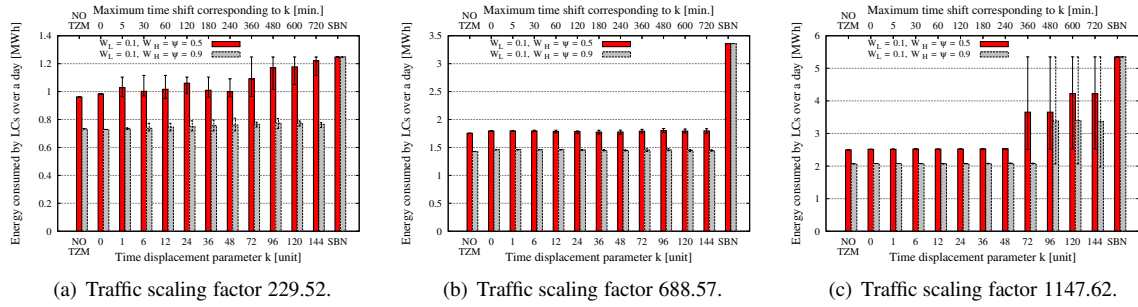 Maximum time shift corresponding to k [min.]
NO TZM 0 5 30 60 120 180 240 360 480 600 720 SBN
Energy consumed by LCs over a day [MWh]
1.4
1.2
1
0.8
0.6
0.4
0.2
0
W_L = 0.1, W_H = ψ = 0.5
W_L = 0.1, W_H = ψ = 0.9
NO TZM 0 1 6 12 24 36 48 72 96 120 144 SBN
Time displacement parameter k [unit]
(a) Traffic scaling factor 229.52.
Maximum time shift corresponding to k [min.]
NO TZM 0 5 30 60 120 180 240 360 480 600 720 SBN
Energy consumed by LCs over a day [MWh]
3.5
3
2.5
2
1.5
1
0.5
0
W_L = 0.1, W_H = ψ = 0.5
W_L = 0.1, W_H = ψ = 0.9
NO TZM 0 1 6 12 24 36 48 72 96 120 144 SBN
Time displacement parameter k [unit]
(b) Traffic scaling factor 688.57.
Maximum time shift corresponding to k [min.]
NO TZM 0 5 30 60 120 180 240 360 480 600 720 SBN
Energy consumed by LCs over a day [MWh]
6
5
4
3
2
1
0
W_L = 0.1, W_H = ψ = 0.5
W_L = 0.1, W_H = ψ = 0.9
NO TZM 0 1 6 12 24 36 48 72 96 120 144 SBN
Time displacement parameter k [unit]
(c) Traffic scaling factor 1147.62.